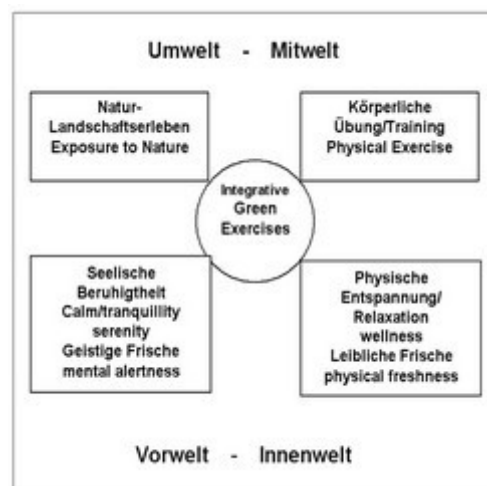 Umwelt - Mitwelt
Natur-
Landschaftserleben
Exposure to Nature
Körperliche
Übung/Training
Physical Exercise
Integrative
Green
Exercises
Seelische
Beruhigtheit
Calm/tranquillity
serenity
Geistige Frische
mental alertness
Physische
Entspannung/
Relaxation
wellness
Leibliche Frische
physical freshness
Vorwelt - Innenwelt